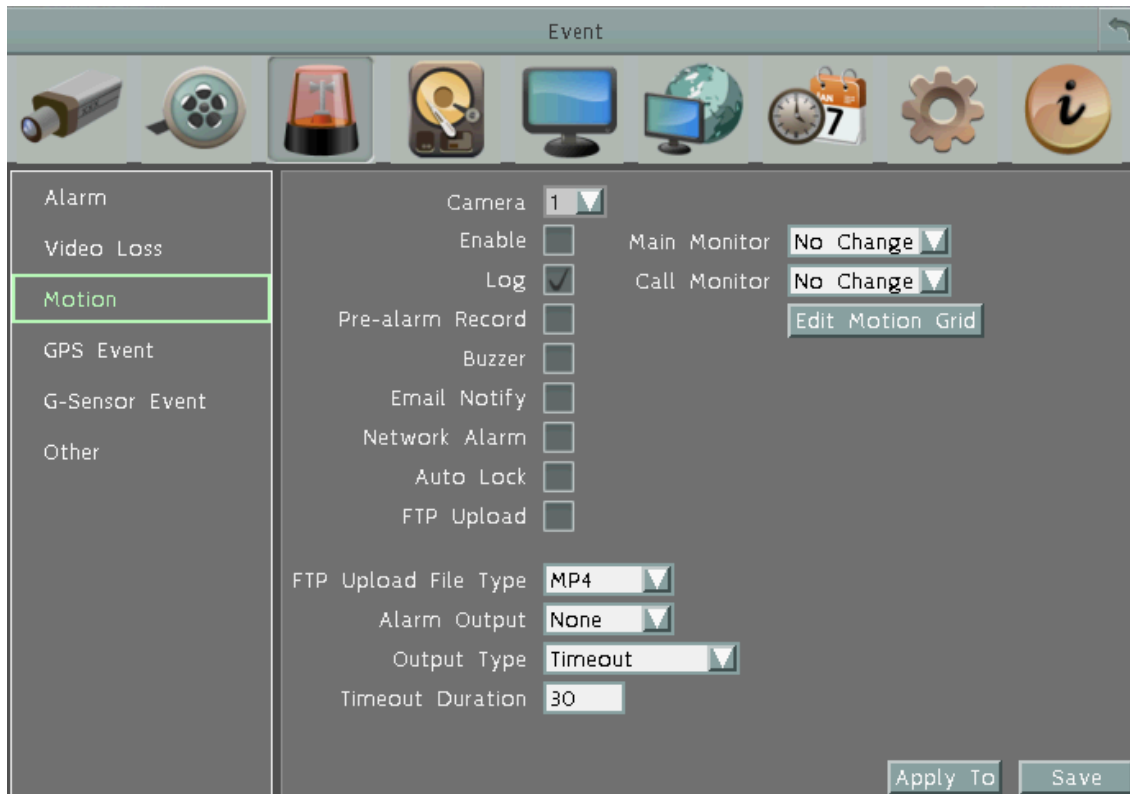 Event
JAN
7
i
Alarm
Video Loss
Motion
GPS Event
G-Sensor Event
Other
Camera 1
Enable Main Monitor No Change
Log Call Monitor No Change
Pre-alarm Record Edit Motion Grid
Buzzer
Email Notify
Network Alarm
Auto Lock
FTP Upload
FTP Upload File Type MP4
Alarm Output None
Output Type Timeout
Timeout Duration 30
Apply To Save